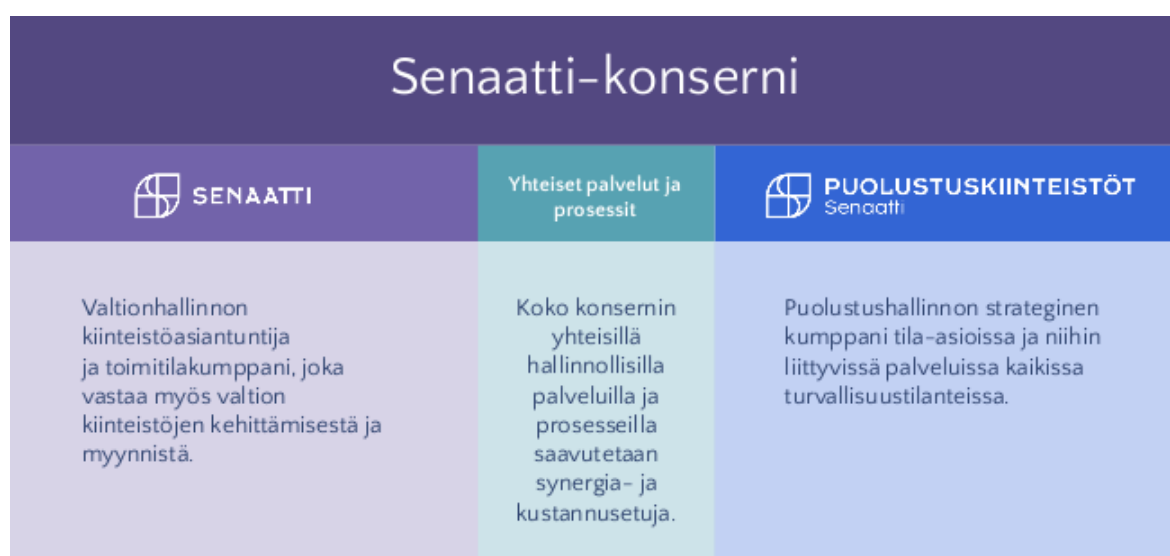 Senaatti-konserni
SENAATTI
Yhteiset palvelut ja
prosessit
PUOLUSTUSKIINTEISTÖT
Senaatti
Valtionhallinnon
kiinteistöasiantuntija
ja toimitilakumppani, joka
vastaa myös valtion
kiinteistöjen kehittämisestä ja
myynnistä.
Koko konsernin
yhteisillä
hallinnollisilla
palveluilla ja
prosesseilla
saavutetaan
synergia- ja
kustannusetuja.
Puolustushallinnon strateginen
kumppani tila-asioissa ja niihin
liittyvissä palveluissa kaikissa
turvallisuustilanteissa.